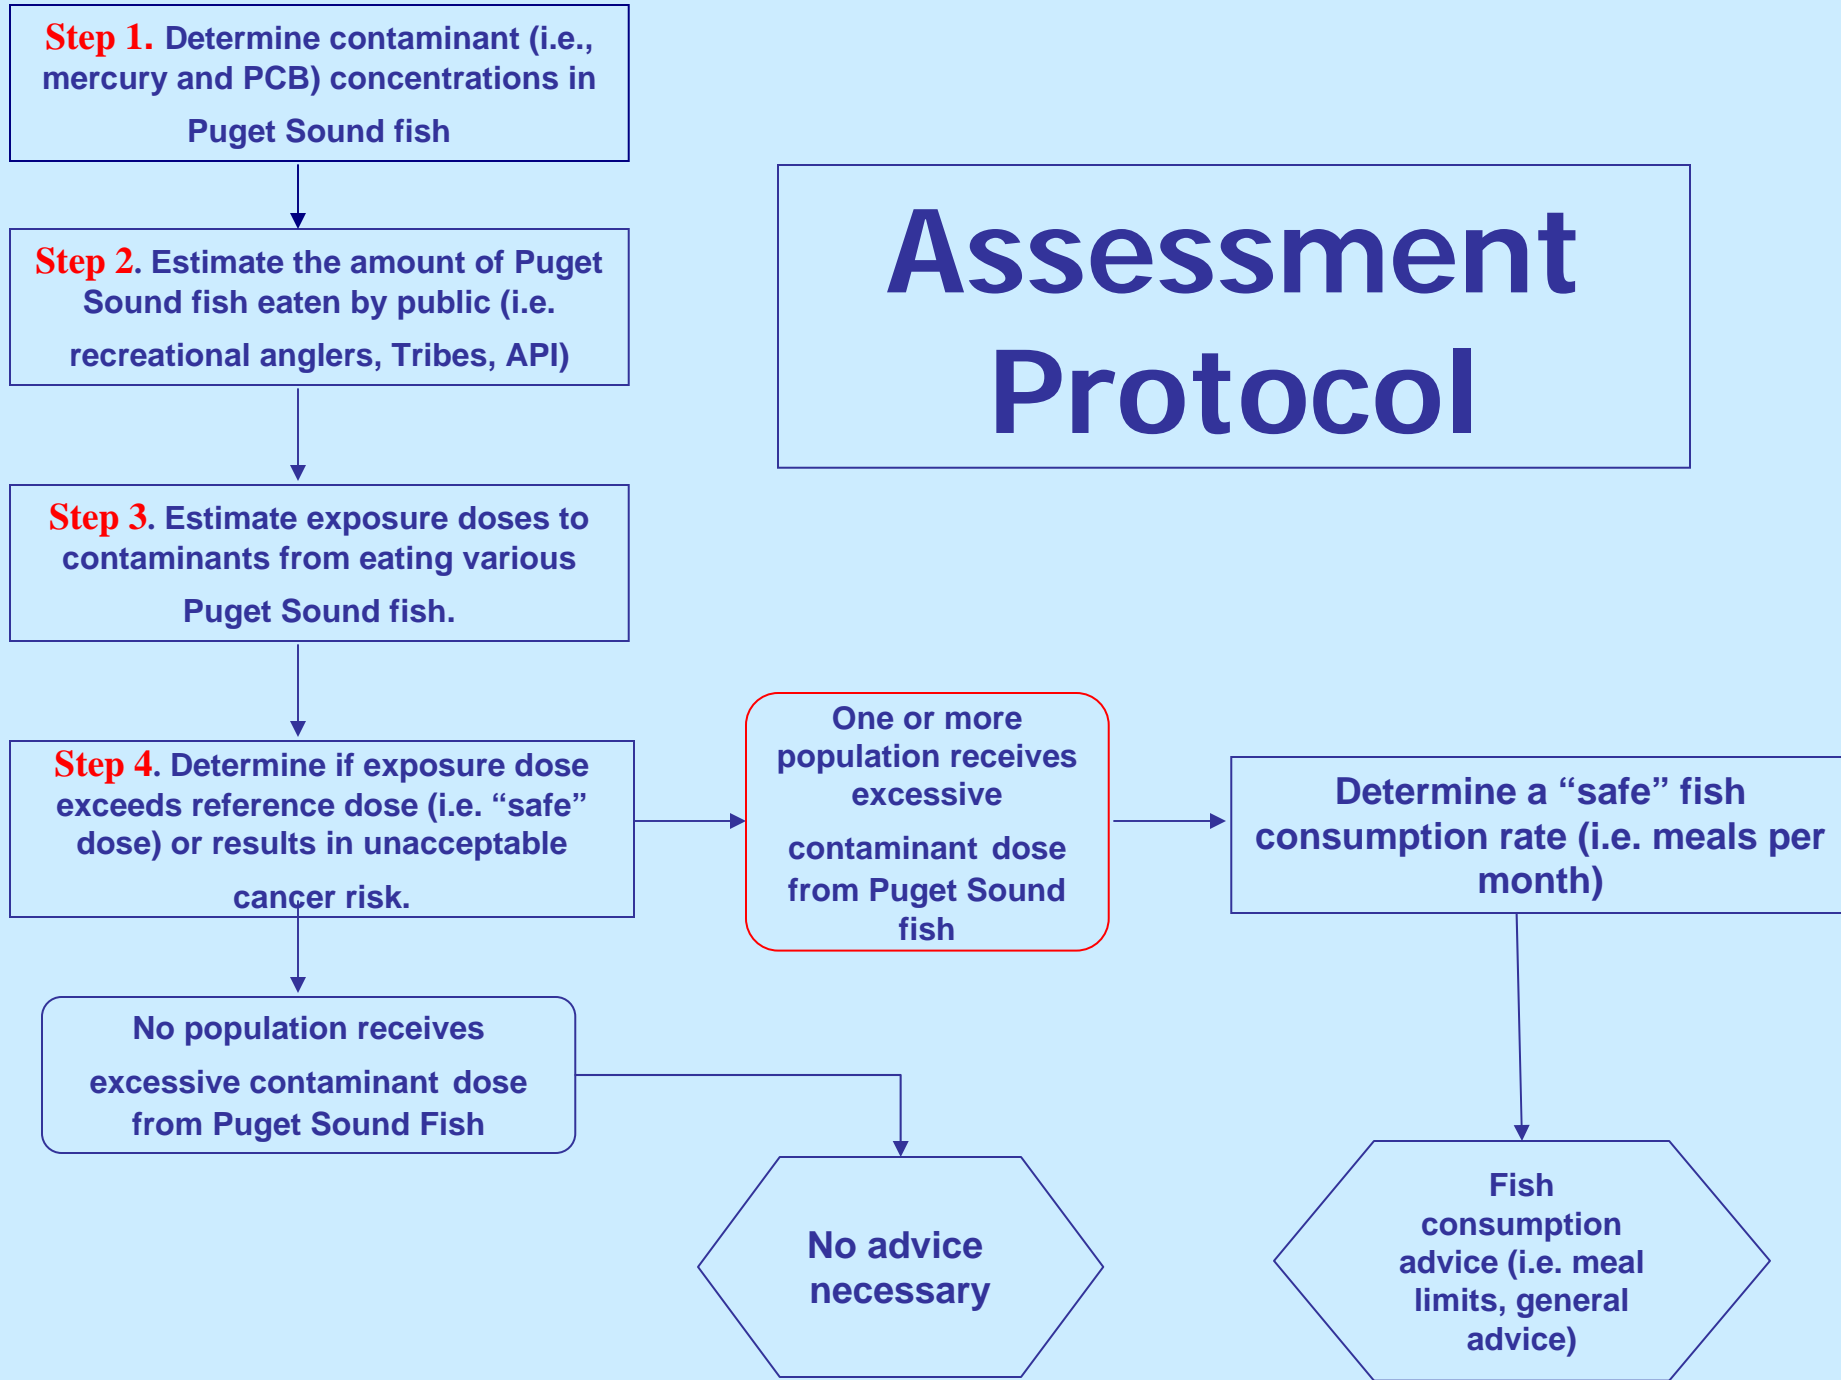 Step 1. Determine contaminant (i.e.,
mercury and PCB) concentrations in
Puget Sound fish
Assessment
Protocol
Step 2. Estimate the amount of Puget
Sound fish eaten by public (i.e.
recreational anglers, Tribes, API)
Step 3. Estimate exposure doses to
contaminants from eating various
Puget Sound fish.
Step 4. Determine if exposure dose
exceeds reference dose (i.e. “safe”
dose) or results in unacceptable
cancer risk.
One or more
population receives
excessive
contaminant dose
from Puget Sound
fish
Determine a “safe” fish
consumption rate (i.e. meals per
month)
No population receives
excessive contaminant dose
from Puget Sound Fish
No advice
necessary
Fish
consumption
advice (i.e. meal
limits, general
advice)